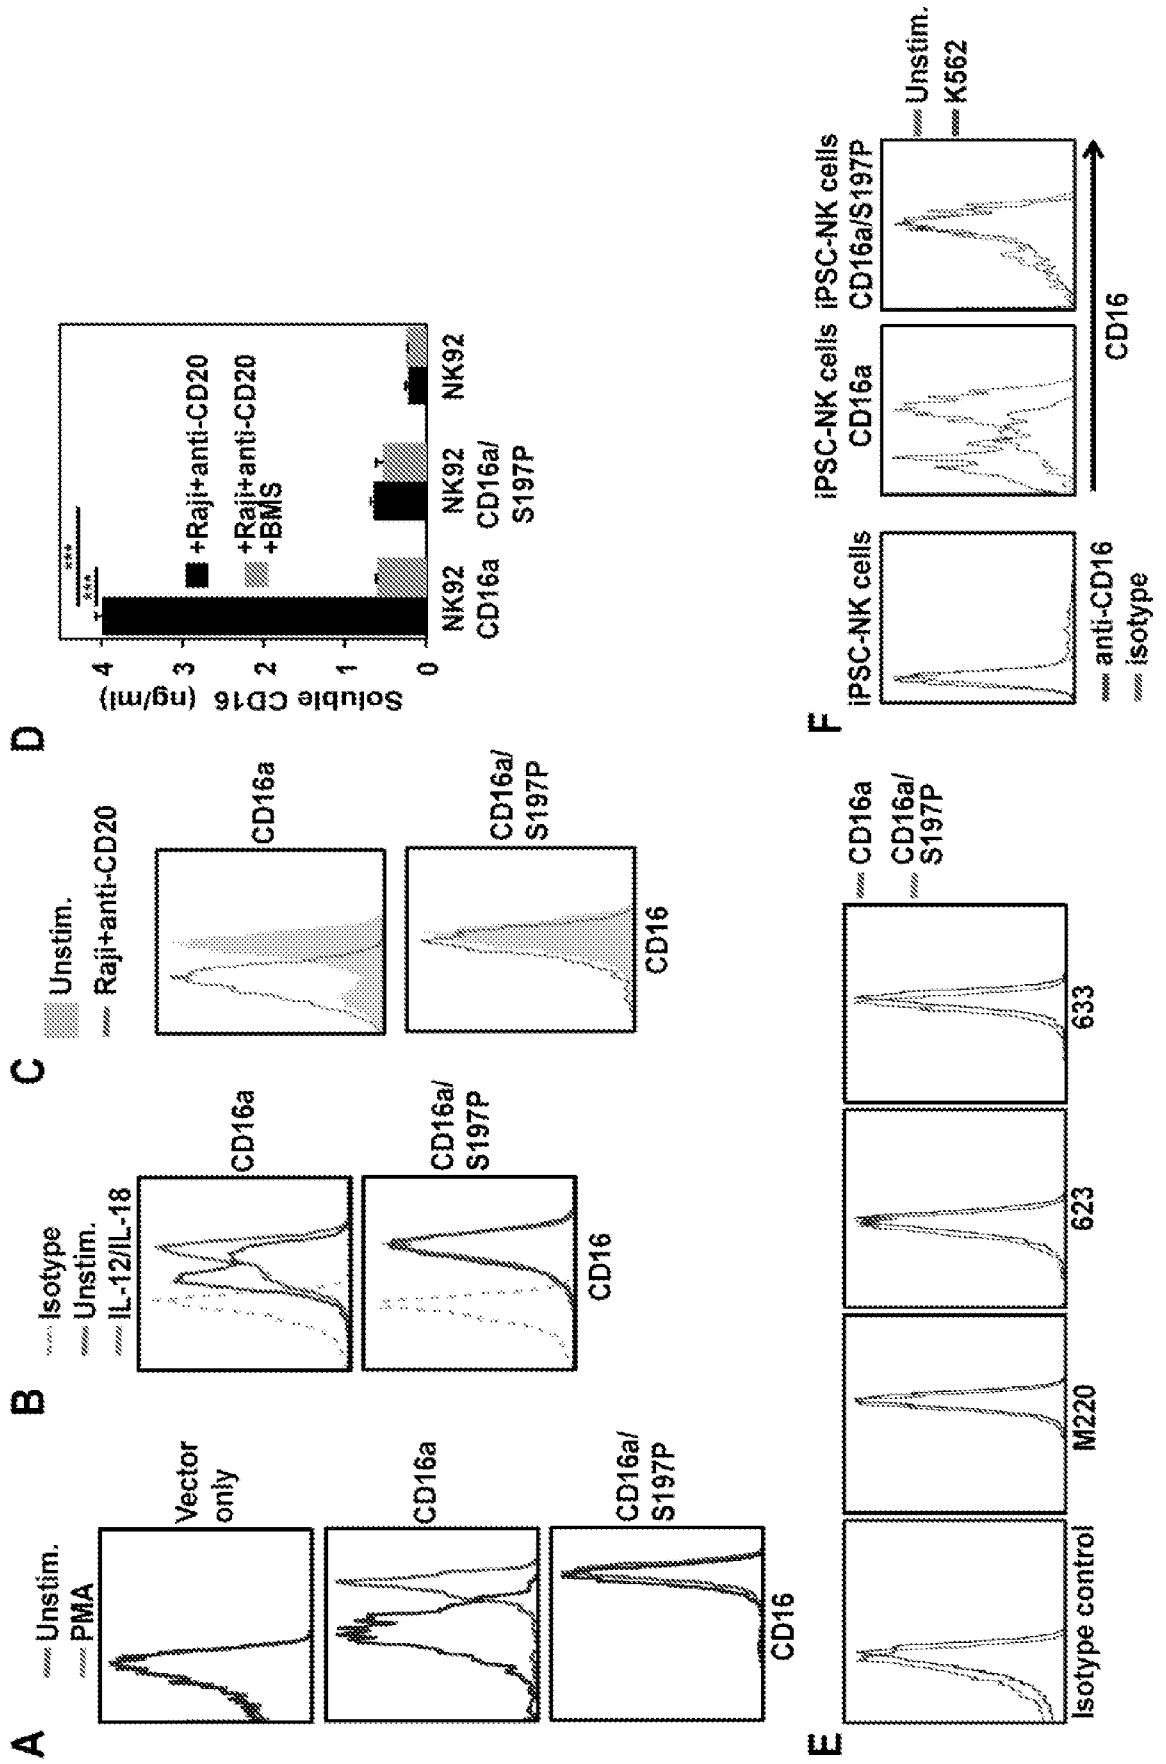 A
Unstim.
PMA
Vector
only
CD16a
CD16a/
S197P
CD16
B
Isotype
Unstim.
IL-12/IL-18
CD16a
CD16a/
S197P
CD16
C
Unstim.
Raji+anti-CD20
CD16a
CD16a/
S197P
CD16
D
Soluble CD16 (ng/ml)
4
3
2
1
0
***
***
+Raji+anti-CD20
+Raji+anti-CD20
+BMS
NK92
CD16a
NK92
CD16a/
S197P
NK92
E
CD16a
CD16a/
S197P
Isotype control
M220
623
633
F
iPSC-NK cells
iPSC-NK cells
CD16a
iPSC-NK cells
CD16a/S197P
Unstim.
K562
anti-CD16
isotype
CD16